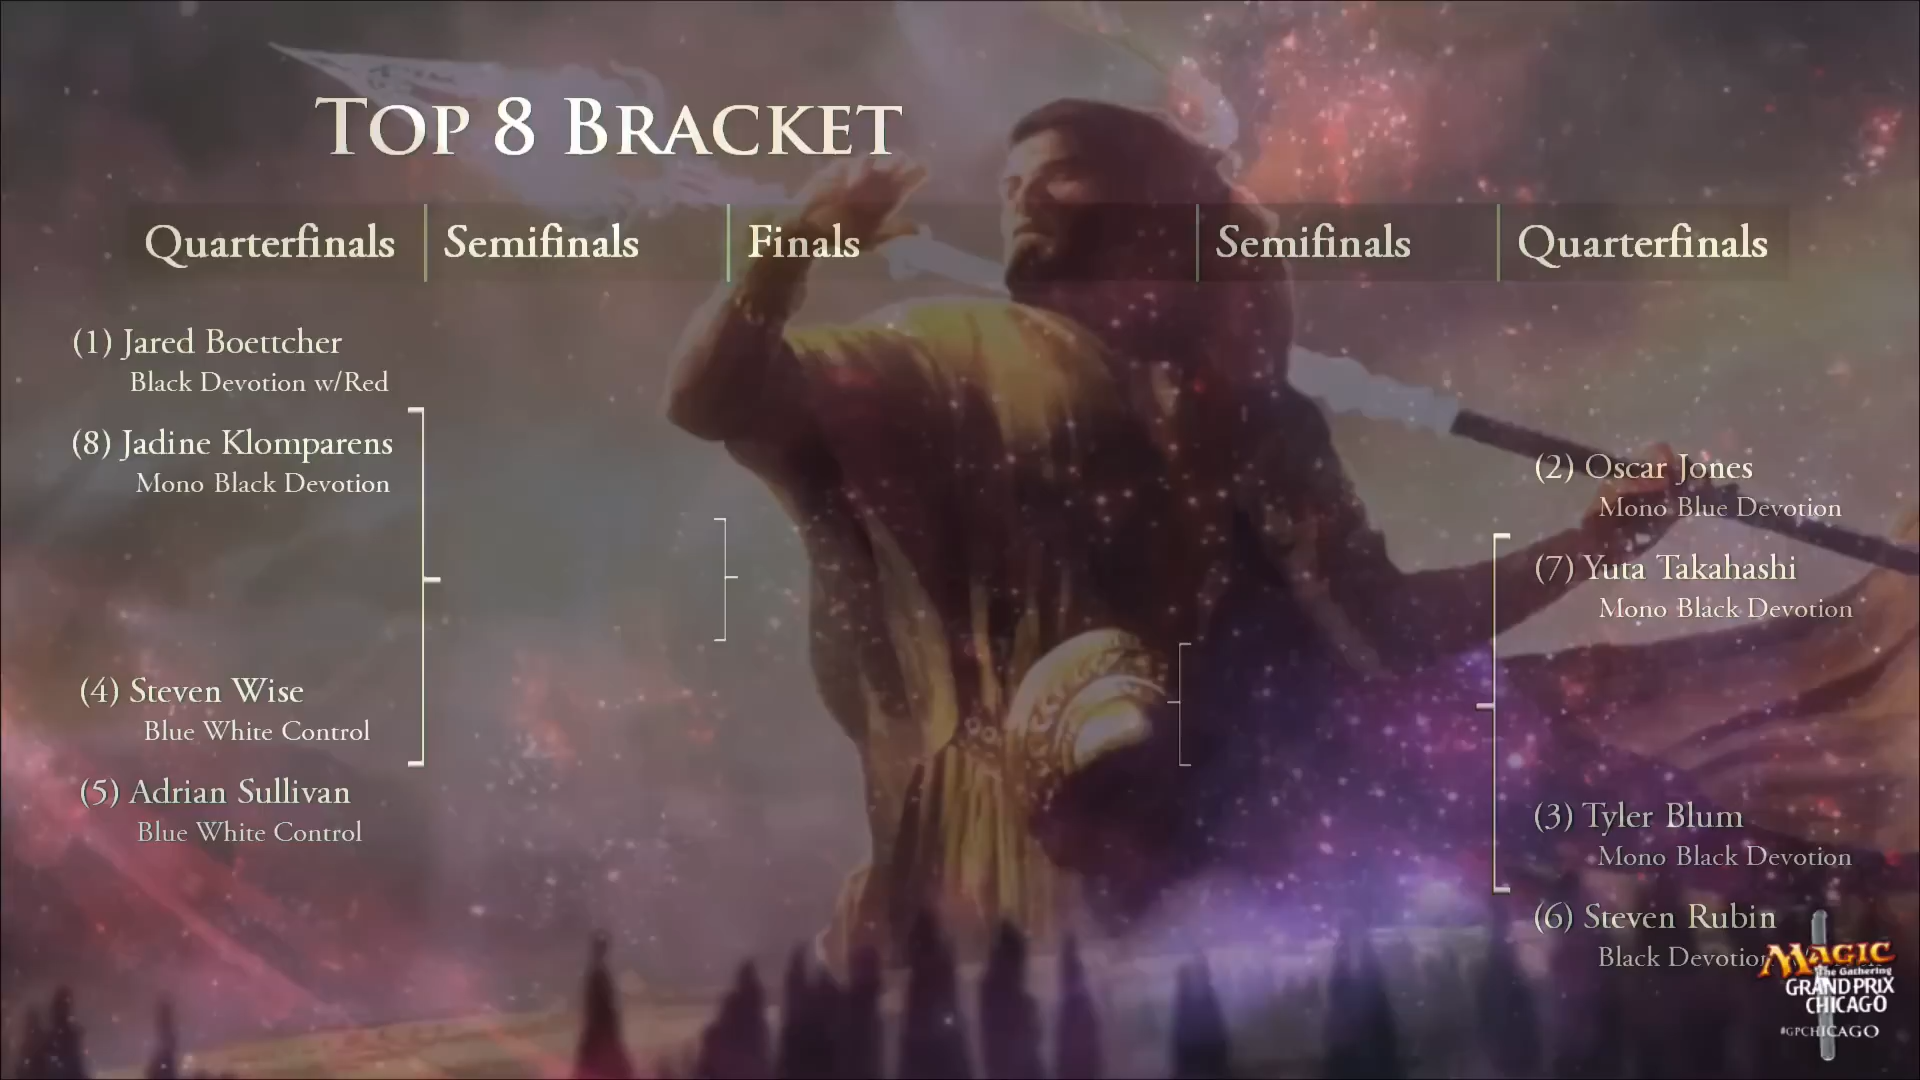 Top 8 Bracket
Quarterfinals
Semifinals
Finals
Semifinals
Quarterfinals
(1) Jared Boettcher
Black Devotion w/Red
(8) Jadine Klomparens
Mono Black Devotion
(4) Steven Wise
Blue White Control
(5) Adrian Sullivan
Blue White Control
(2) Oscar Jones
Mono Blue Devotion
(7) Yuta Takahashi
Mono Black Devotion
(3) Tyler Blum
Mono Black Devotion
(6) Steven Rubin
Black Devotion
Magic
The Gathering
GRAND PRIX
CHICAGO
#GPCHICAGO